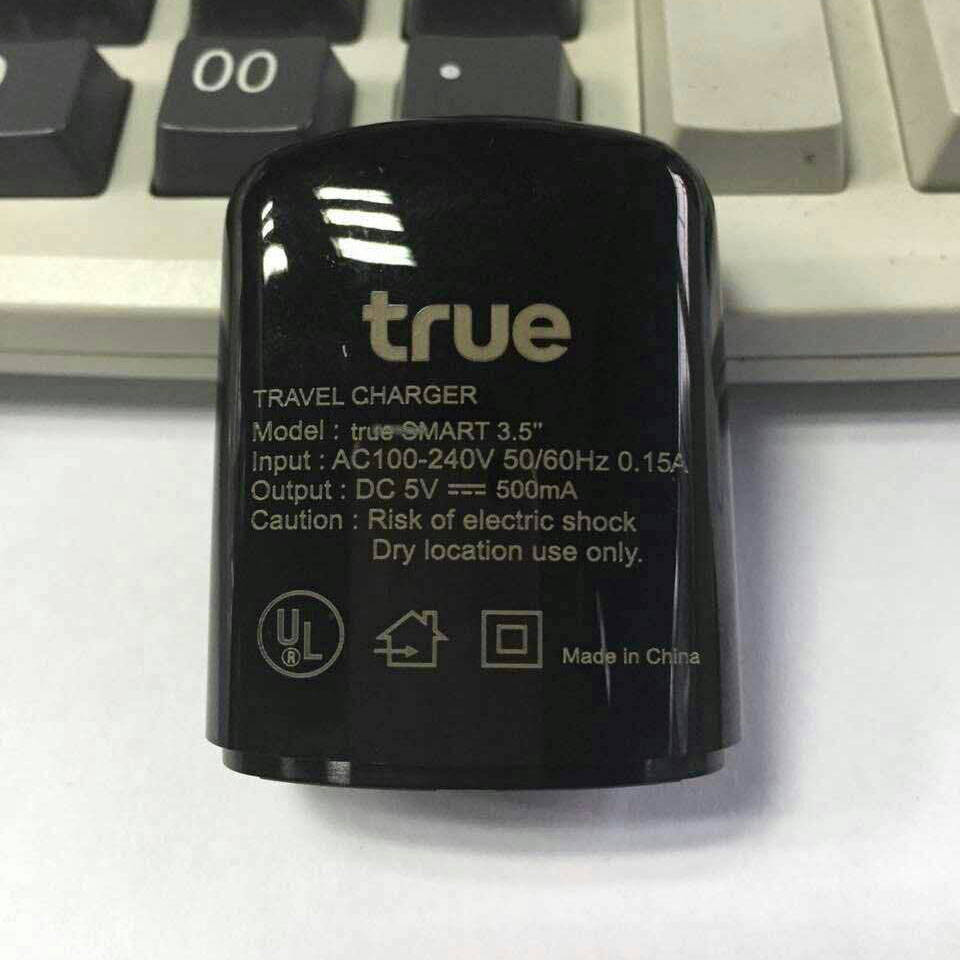 00
.
true
TRAVEL CHARGER
Model : true SMART 3.5"
Input : AC100-240V 50/60Hz 0.15A
Output : DC 5V ⎓ 500mA
Caution : Risk of electric shock
Dry location use only.
UL ®
Made in China